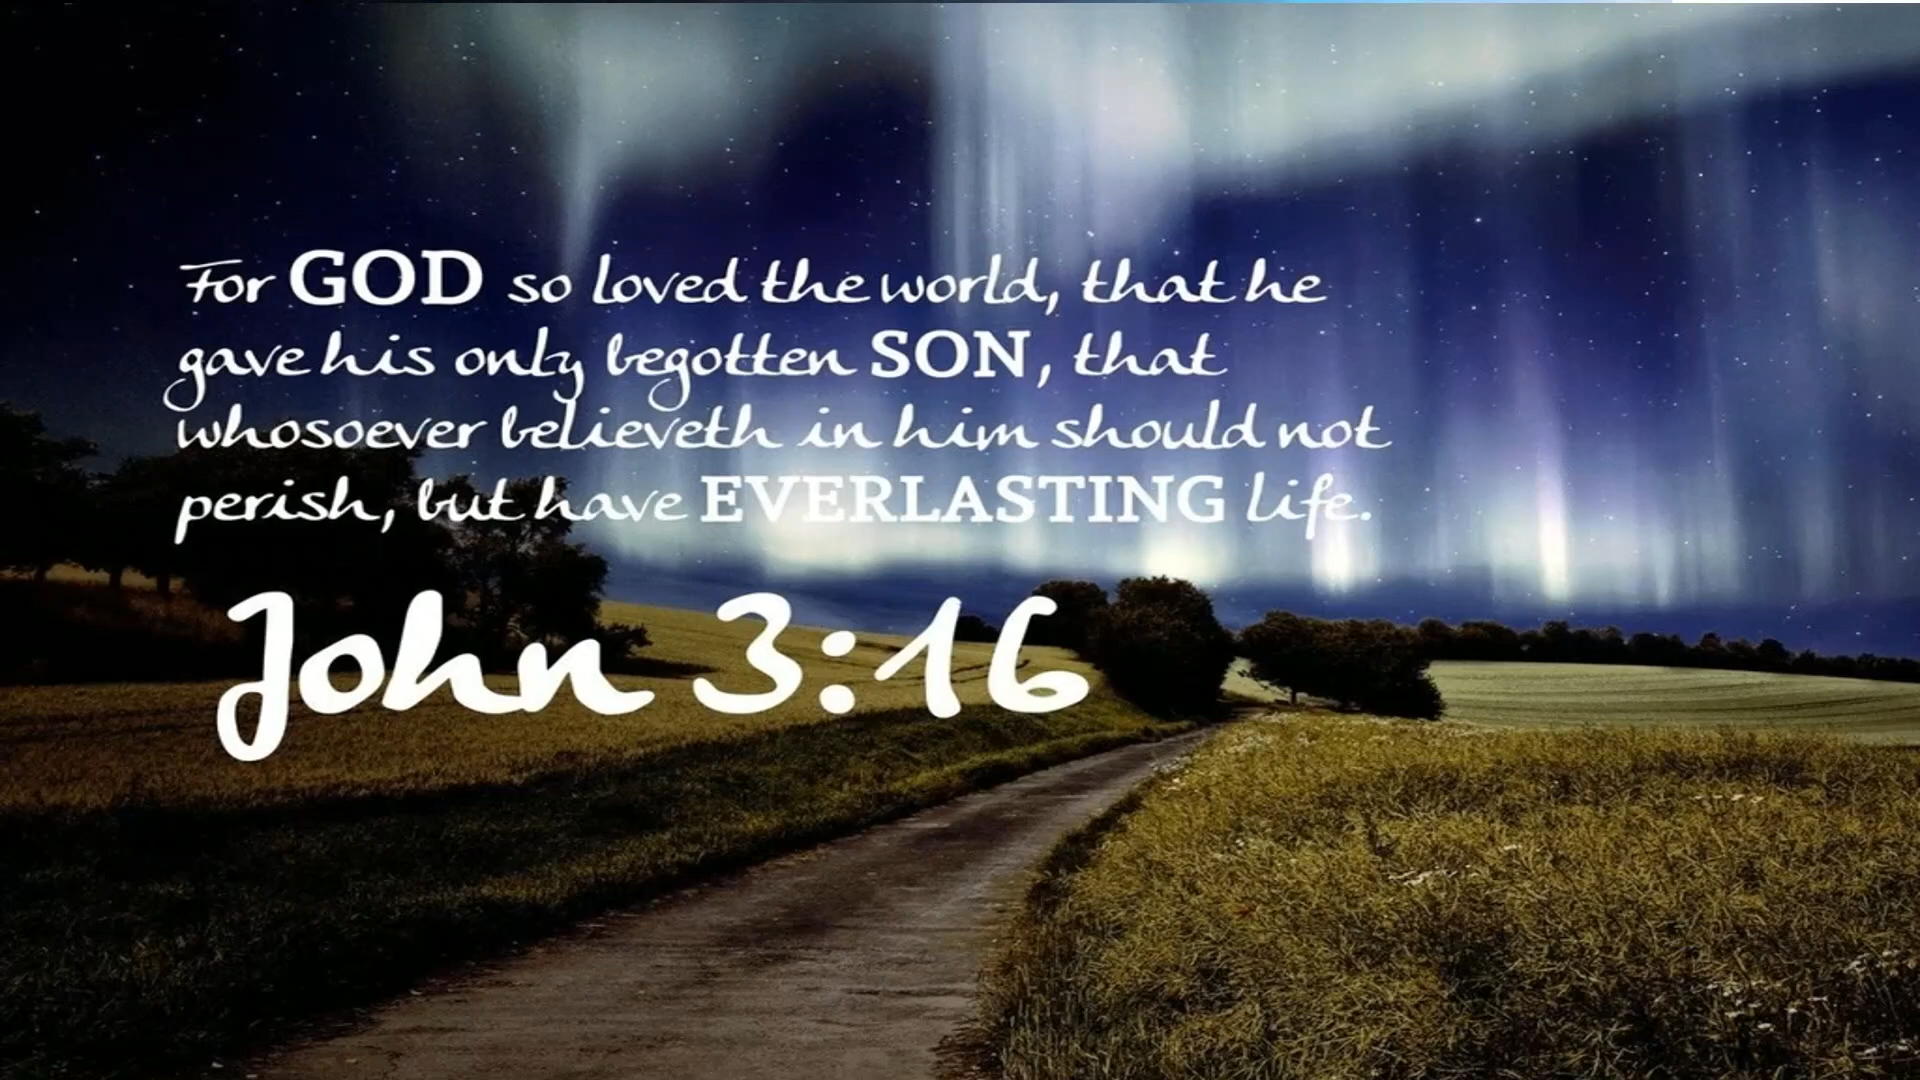 For GOD so loved the world, that he
gave his only begotten SON, that
whosoever believeth in him should not
perish, but have EVERLASTING life.
John 3:16